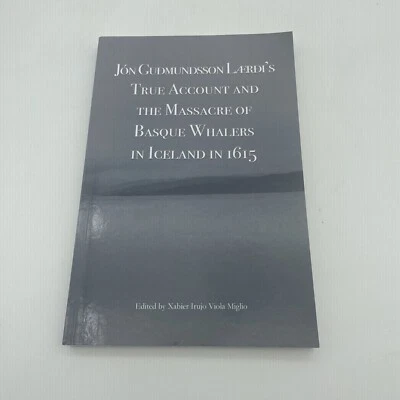 Jón Gudmundsson Lærdi's
True Account and
the Massacre of
Basque Whalers
in Iceland in 1615
Edited by Xabier Irujo Viola Miglio